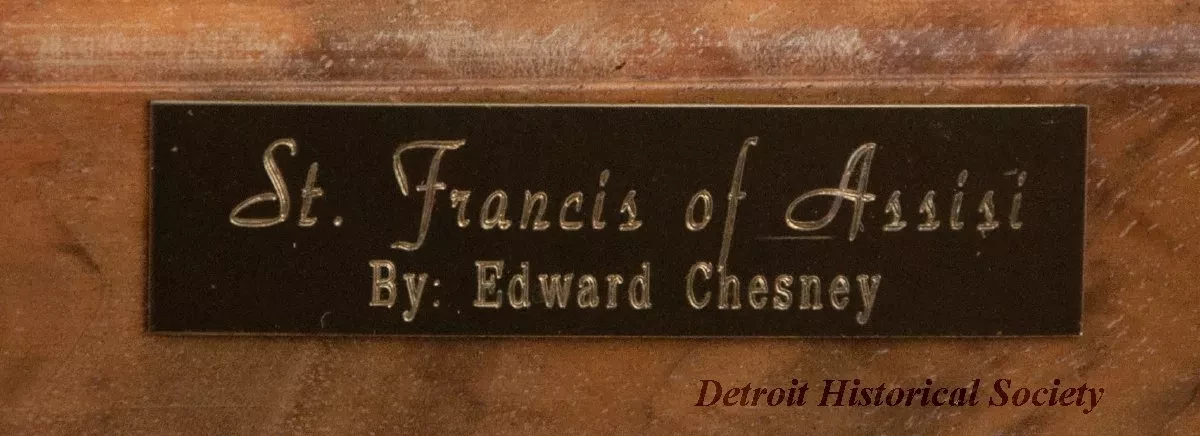 St. Francis of Assisi
By: Edward Chesney
Detroit Historical Society